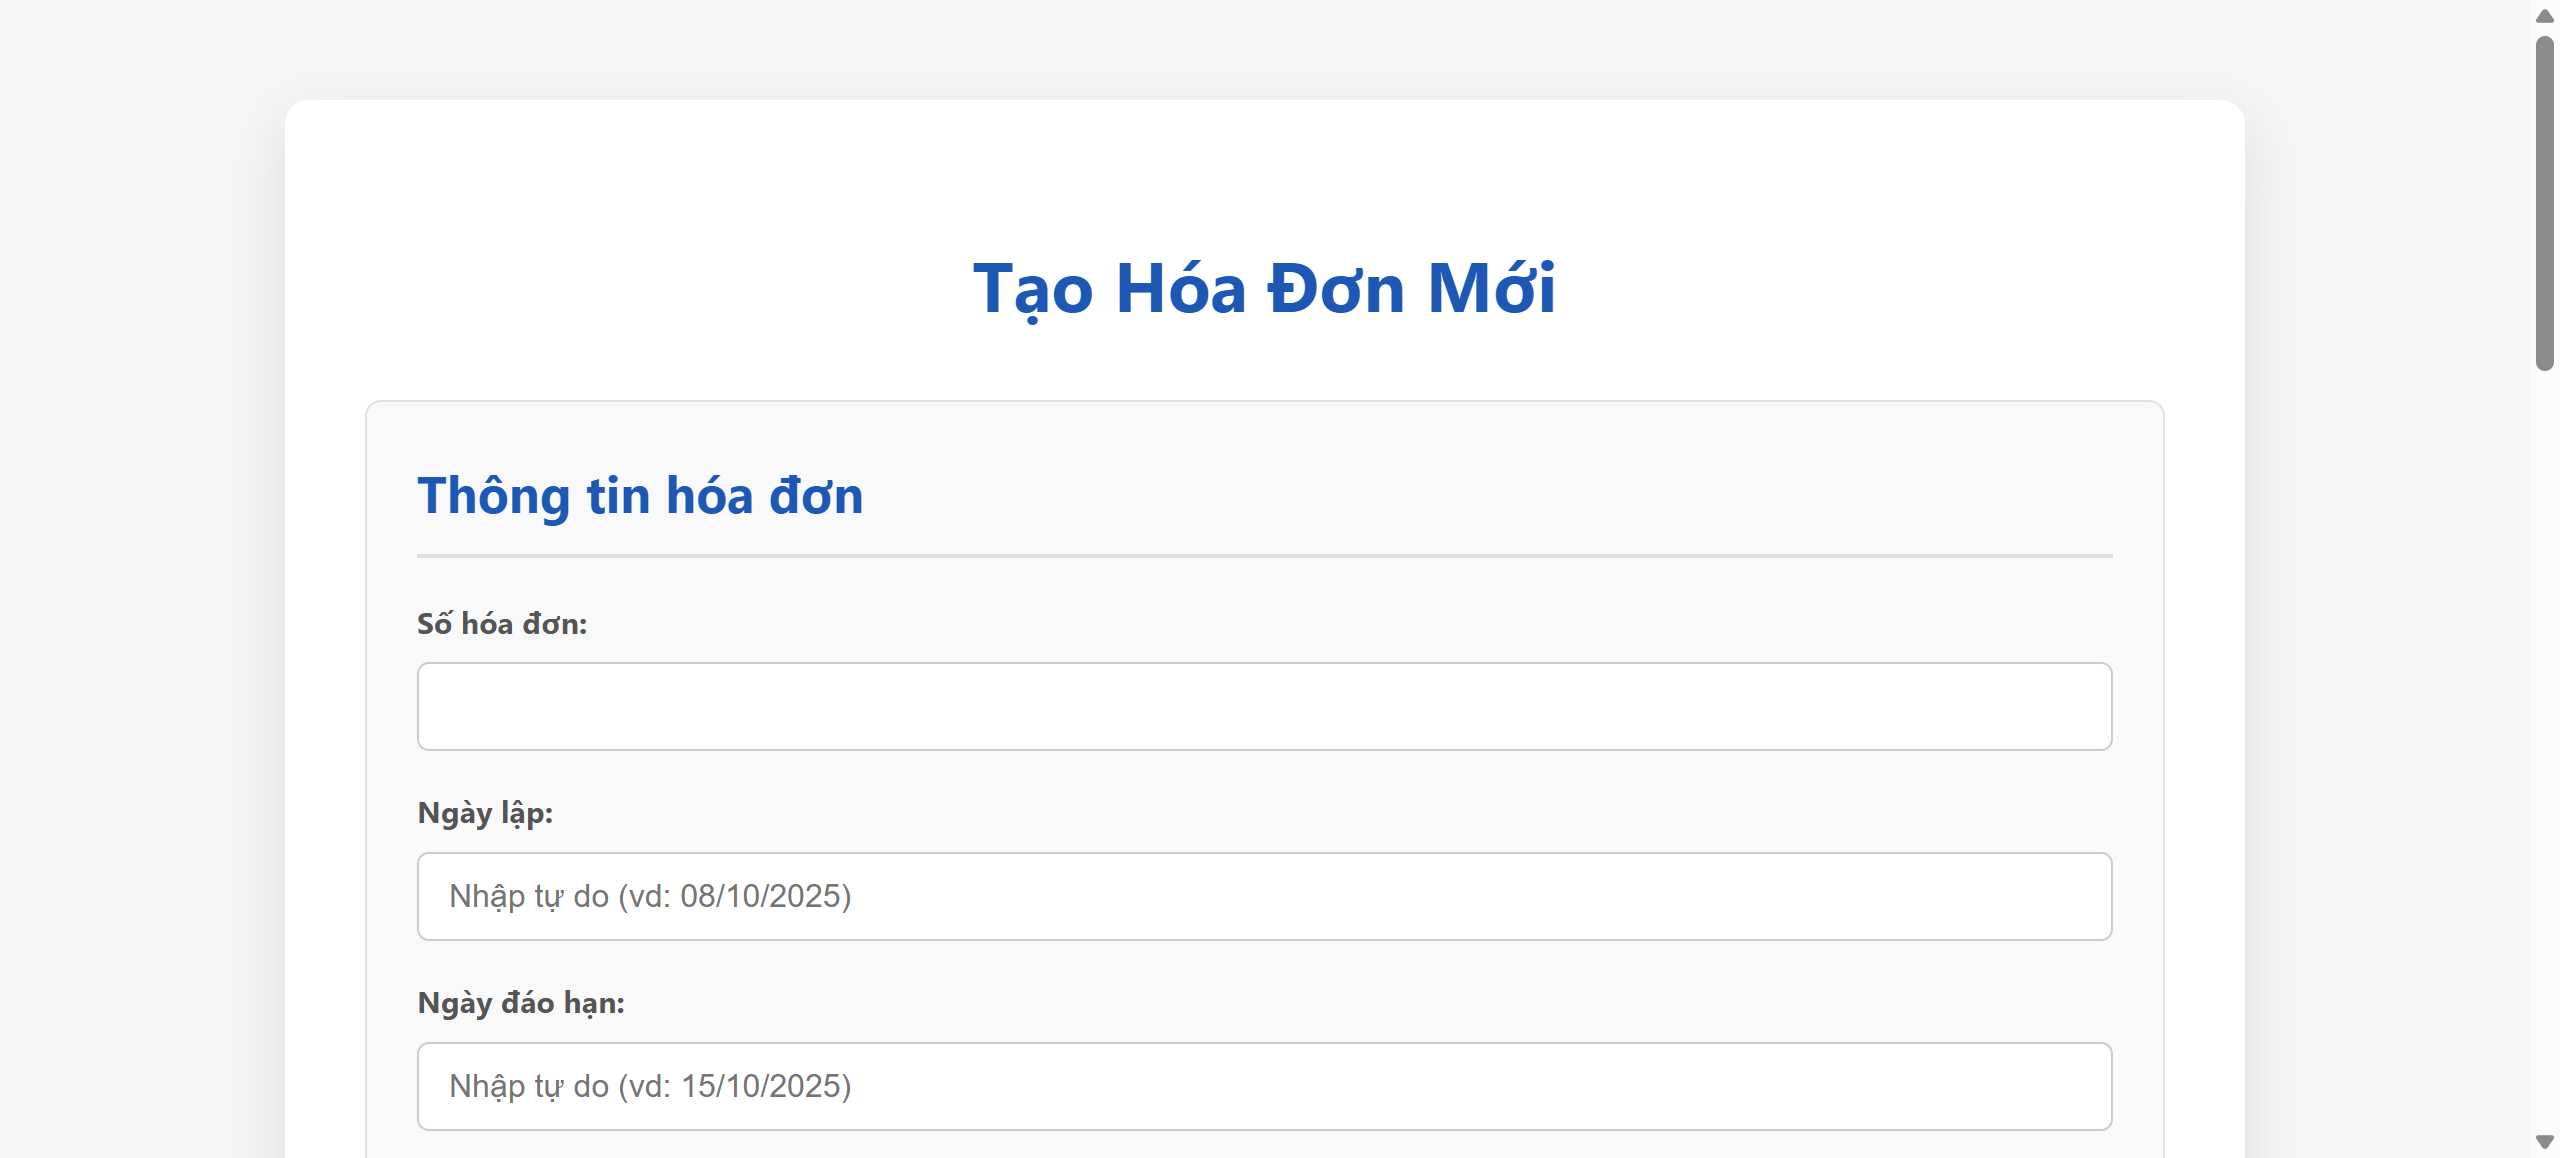 Tạo Hóa Đơn Mới
Thông tin hóa đơn
Số hóa đơn:
Ngày lập:
Nhập tự do (vd: 08/10/2025)
Ngày đáo hạn:
Nhập tự do (vd: 15/10/2025)